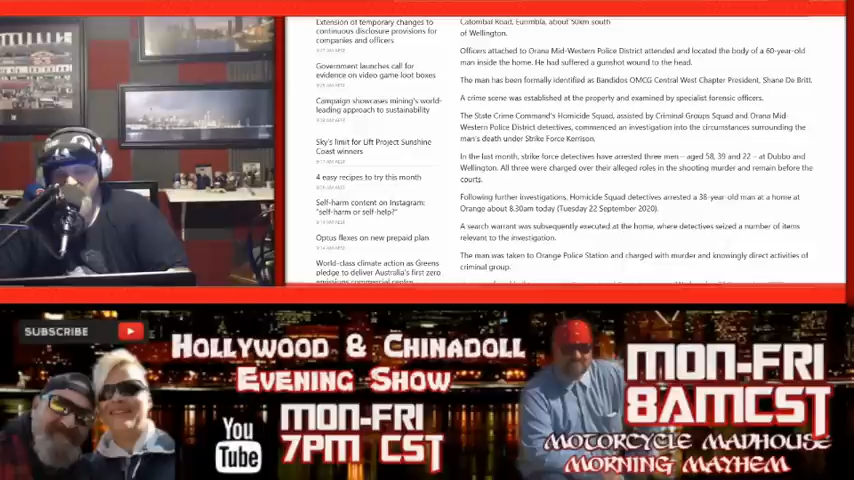 Extension of temporary changes to
continuous disclosure provisions for
companies and officers
Government launches call for
evidence on video game loot boxes
Campaign showcases mining's world-
leading approach to sustainability
Sky's limit for Lift Project Sunshine
Coast winners
4 easy recipes to try this month
Self-harm content on Instagram:
"self-harm or self-help?"
Optus flexes on new prepaid plan
World-class climate action as Greens
pledge to deliver Australia's first zero
emissions commercial centre
Catombal Road, Eurimbla, about 50km south
of Wellington.
Officers attached to Orana Mid-Western Police District attended and located the body of a 60-year-old
man inside the home. He had suffered a gunshot wound to the head.
The man has been formally identified as Bandidos OMCG Central West Chapter President, Shane De Britt.
A crime scene was established at the property and examined by specialist forensic officers.
The State Crime Command's Homicide Squad, assisted by Criminal Groups Squad and Orana Mid-
Western Police District detectives, commenced an investigation into the circumstances surrounding the
man's death under Strike Force Kerrison.
In the last month, strike force detectives have arrested three men – aged 58, 39 and 22 – at Dubbo and
Wellington. All three were charged over their alleged roles in the shooting murder and remain before the
courts.
Following further investigations, Homicide Squad detectives arrested a 36-year-old man at a home at
Orange about 8.30am today (Tuesday 22 September 2020).
A search warrant was subsequently executed at the home, where detectives seized a number of items
relevant to the investigation.
The man was taken to Orange Police Station and charged with murder and knowingly direct activities of
criminal group.
SUBSCRIBE
Hollywood & Chinadoll
Evening Show
You
Tube
MON-FRI
7PM CST
MON-FRI
8AMCST
MOTORCYCLE MADHOUSE
MORNING MAYHEM